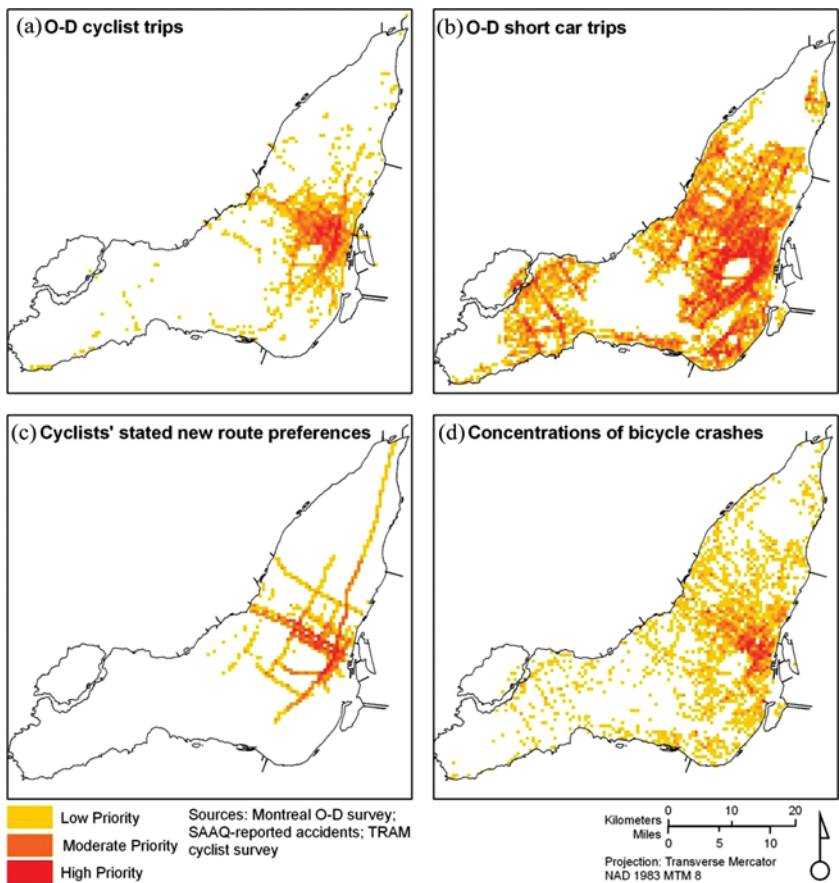 (a) O-D cyclist trips
(b) O-D short car trips
(c) Cyclists' stated new route preferences
(d) Concentrations of bicycle crashes
Low Priority
Moderate Priority
High Priority
Sources: Montreal O-D survey;
SAAQ-reported accidents; TRAM
cyclist survey
Kilometers
0 10 20
Miles
0 5 10
Projection: Transverse Mercator
NAD 1983 MTM 8